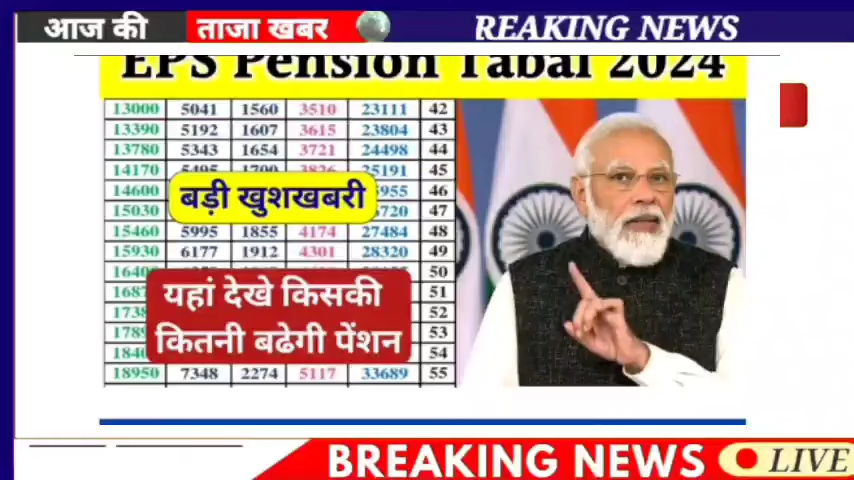 आज की ताजा खबर REAKING NEWS
EPS Pension Tabal 2024
13000 5041 1560 3510 23111 42
13390 5192 1607 3615 23804 43
13780 5343 1654 3721 24498 44
14170 25191 45
14600 46
15030 47
बड़ी खुशखबरी
15460 5995 1855 4174 27484 48
15930 6177 1912 4301 28320 49
50
51
52
53
54
यहां देखे किसकी
कितनी बढेगी पेंशन
18950 7348 2274 5117 33689 55
BREAKING NEWS LIVE